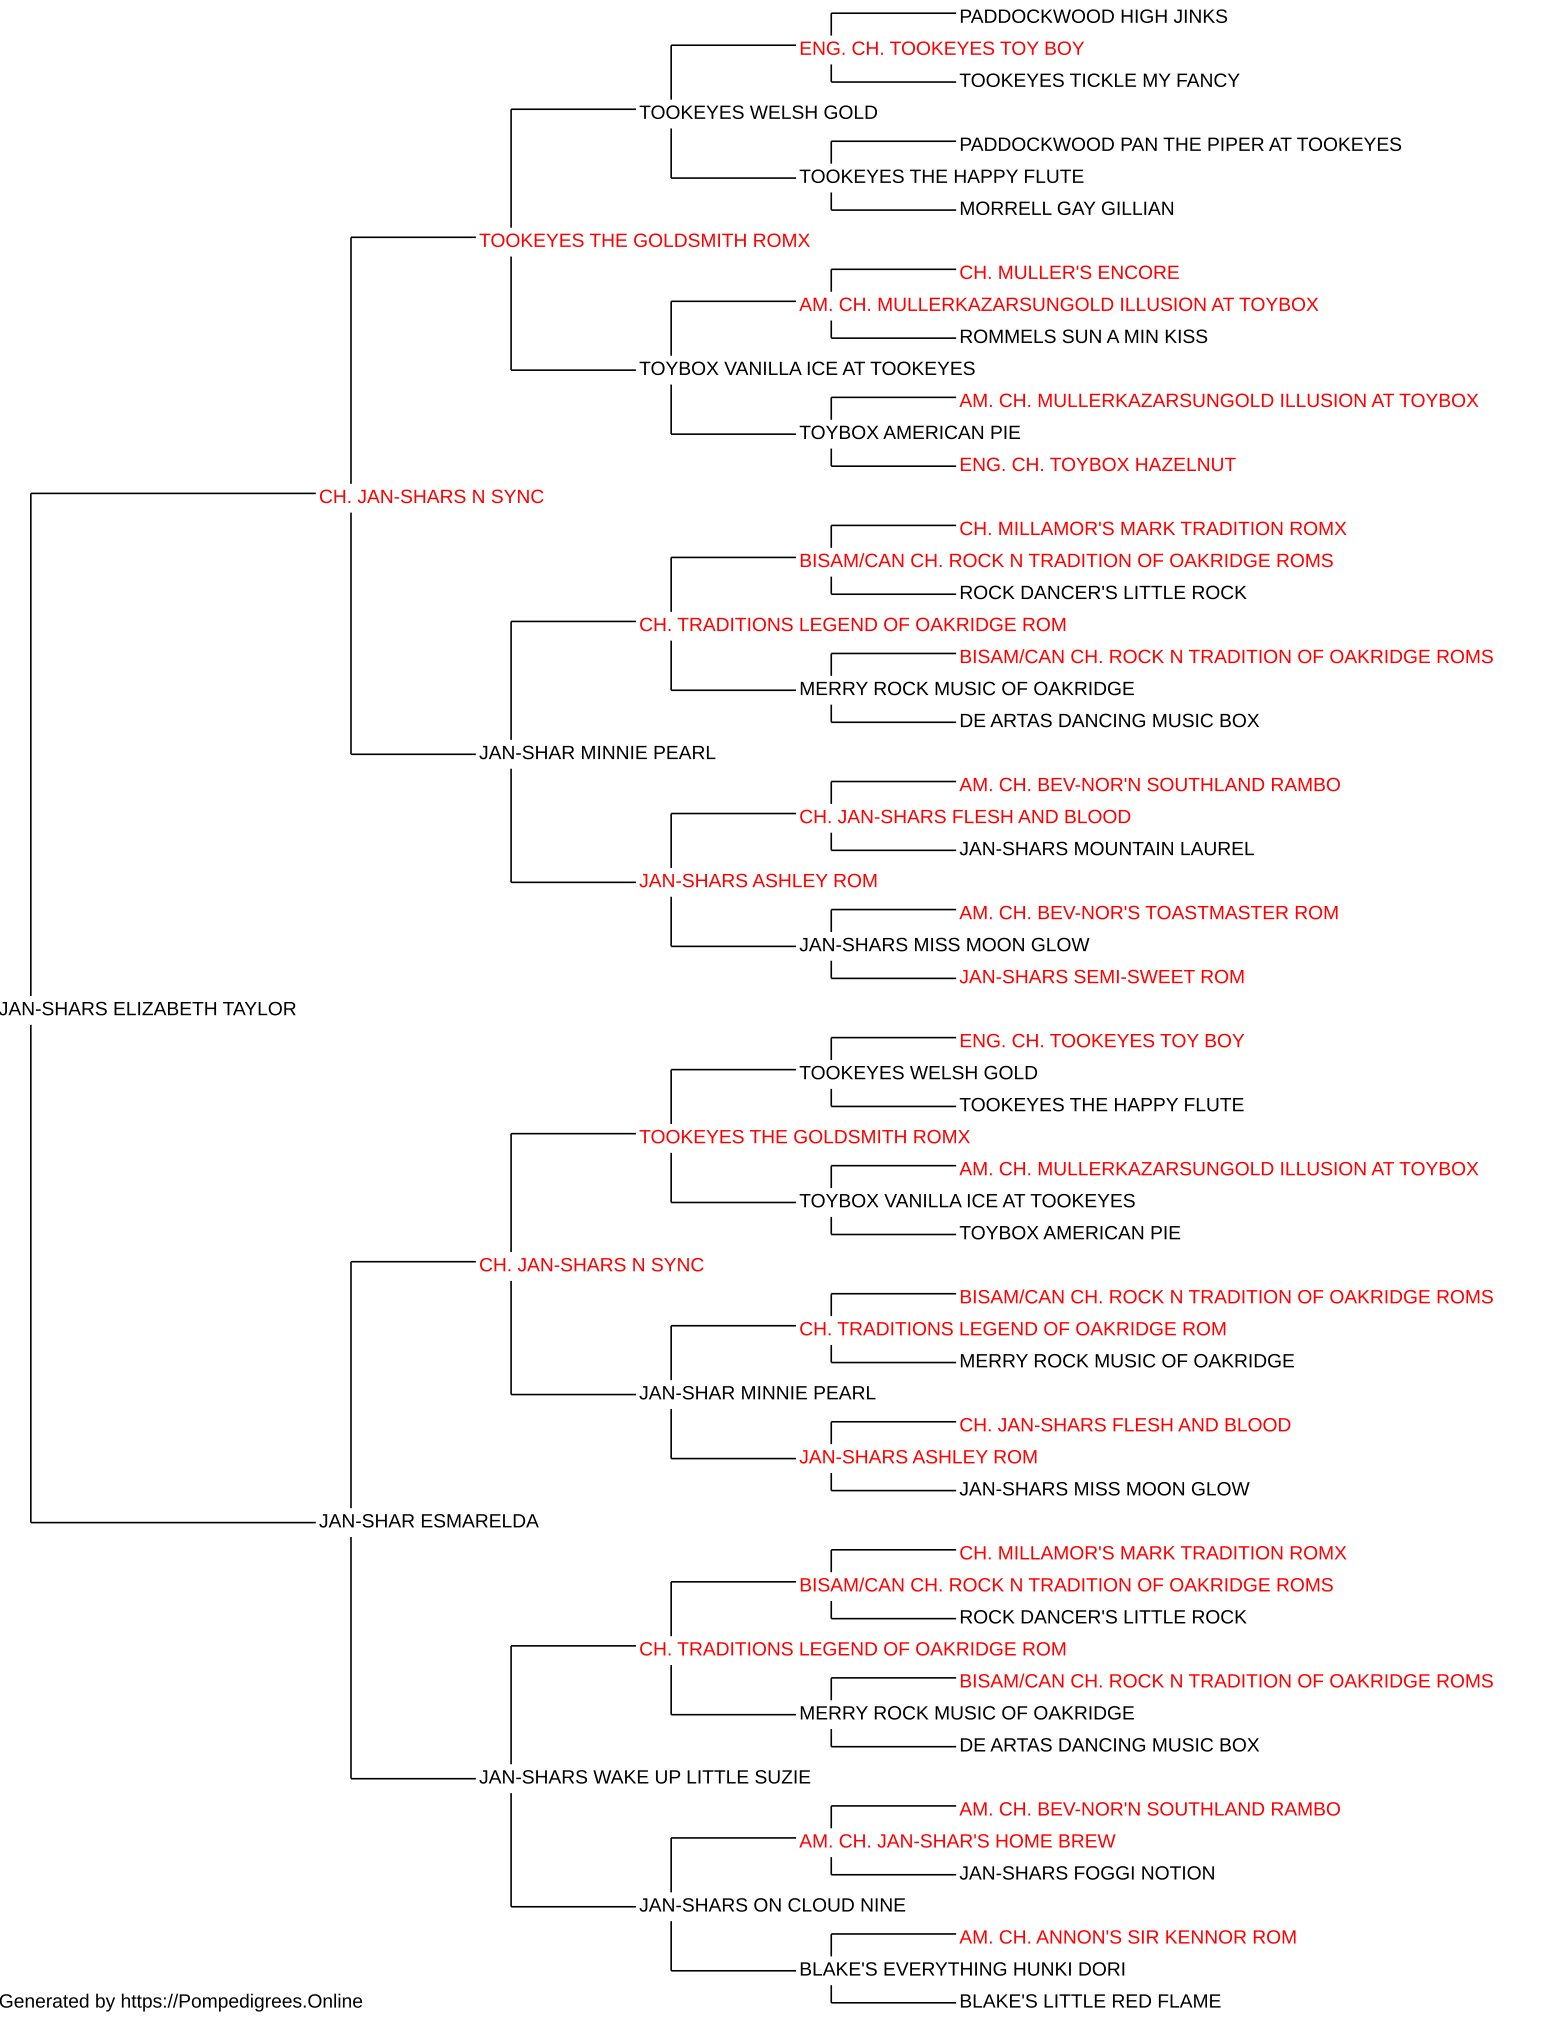 PADDOCKWOOD HIGH JINKS
ENG. CH. TOOKEYES TOY BOY
TOOKEYES TICKLE MY FANCY
TOOKEYES WELSH GOLD
PADDOCKWOOD PAN THE PIPER AT TOOKEYES
TOOKEYES THE HAPPY FLUTE
MORRELL GAY GILLIAN
TOOKEYES THE GOLDSMITH ROMX
CH. MULLER'S ENCORE
AM. CH. MULLERKAZARSUNGOLD ILLUSION AT TOYBOX
ROMMELS SUN A MIN KISS
TOYBOX VANILLA ICE AT TOOKEYES
AM. CH. MULLERKAZARSUNGOLD ILLUSION AT TOYBOX
TOYBOX AMERICAN PIE
ENG. CH. TOYBOX HAZELNUT
CH. JAN-SHARS N SYNC
CH. MILLAMOR'S MARK TRADITION ROMX
BISAM/CAN CH. ROCK N TRADITION OF OAKRIDGE ROMS
ROCK DANCER'S LITTLE ROCK
CH. TRADITIONS LEGEND OF OAKRIDGE ROM
BISAM/CAN CH. ROCK N TRADITION OF OAKRIDGE ROMS
MERRY ROCK MUSIC OF OAKRIDGE
DE ARTAS DANCING MUSIC BOX
JAN-SHAR MINNIE PEARL
AM. CH. BEV-NOR'N SOUTHLAND RAMBO
CH. JAN-SHARS FLESH AND BLOOD
JAN-SHARS MOUNTAIN LAUREL
JAN-SHARS ASHLEY ROM
AM. CH. BEV-NOR'S TOASTMASTER ROM
JAN-SHARS MISS MOON GLOW
JAN-SHARS SEMI-SWEET ROM
JAN-SHARS ELIZABETH TAYLOR
ENG. CH. TOOKEYES TOY BOY
TOOKEYES WELSH GOLD
TOOKEYES THE HAPPY FLUTE
TOOKEYES THE GOLDSMITH ROMX
AM. CH. MULLERKAZARSUNGOLD ILLUSION AT TOYBOX
TOYBOX VANILLA ICE AT TOOKEYES
TOYBOX AMERICAN PIE
CH. JAN-SHARS N SYNC
BISAM/CAN CH. ROCK N TRADITION OF OAKRIDGE ROMS
CH. TRADITIONS LEGEND OF OAKRIDGE ROM
MERRY ROCK MUSIC OF OAKRIDGE
JAN-SHAR MINNIE PEARL
CH. JAN-SHARS FLESH AND BLOOD
JAN-SHARS ASHLEY ROM
JAN-SHARS MISS MOON GLOW
JAN-SHAR ESMARELDA
CH. MILLAMOR'S MARK TRADITION ROMX
BISAM/CAN CH. ROCK N TRADITION OF OAKRIDGE ROMS
ROCK DANCER'S LITTLE ROCK
CH. TRADITIONS LEGEND OF OAKRIDGE ROM
BISAM/CAN CH. ROCK N TRADITION OF OAKRIDGE ROMS
MERRY ROCK MUSIC OF OAKRIDGE
DE ARTAS DANCING MUSIC BOX
JAN-SHARS WAKE UP LITTLE SUZIE
AM. CH. BEV-NOR'N SOUTHLAND RAMBO
AM. CH. JAN-SHAR'S HOME BREW
JAN-SHARS FOGGI NOTION
JAN-SHARS ON CLOUD NINE
AM. CH. ANNON'S SIR KENNOR ROM
BLAKE'S EVERYTHING HUNKI DORI
BLAKE'S LITTLE RED FLAME
Generated by https://Pompedigrees.Online